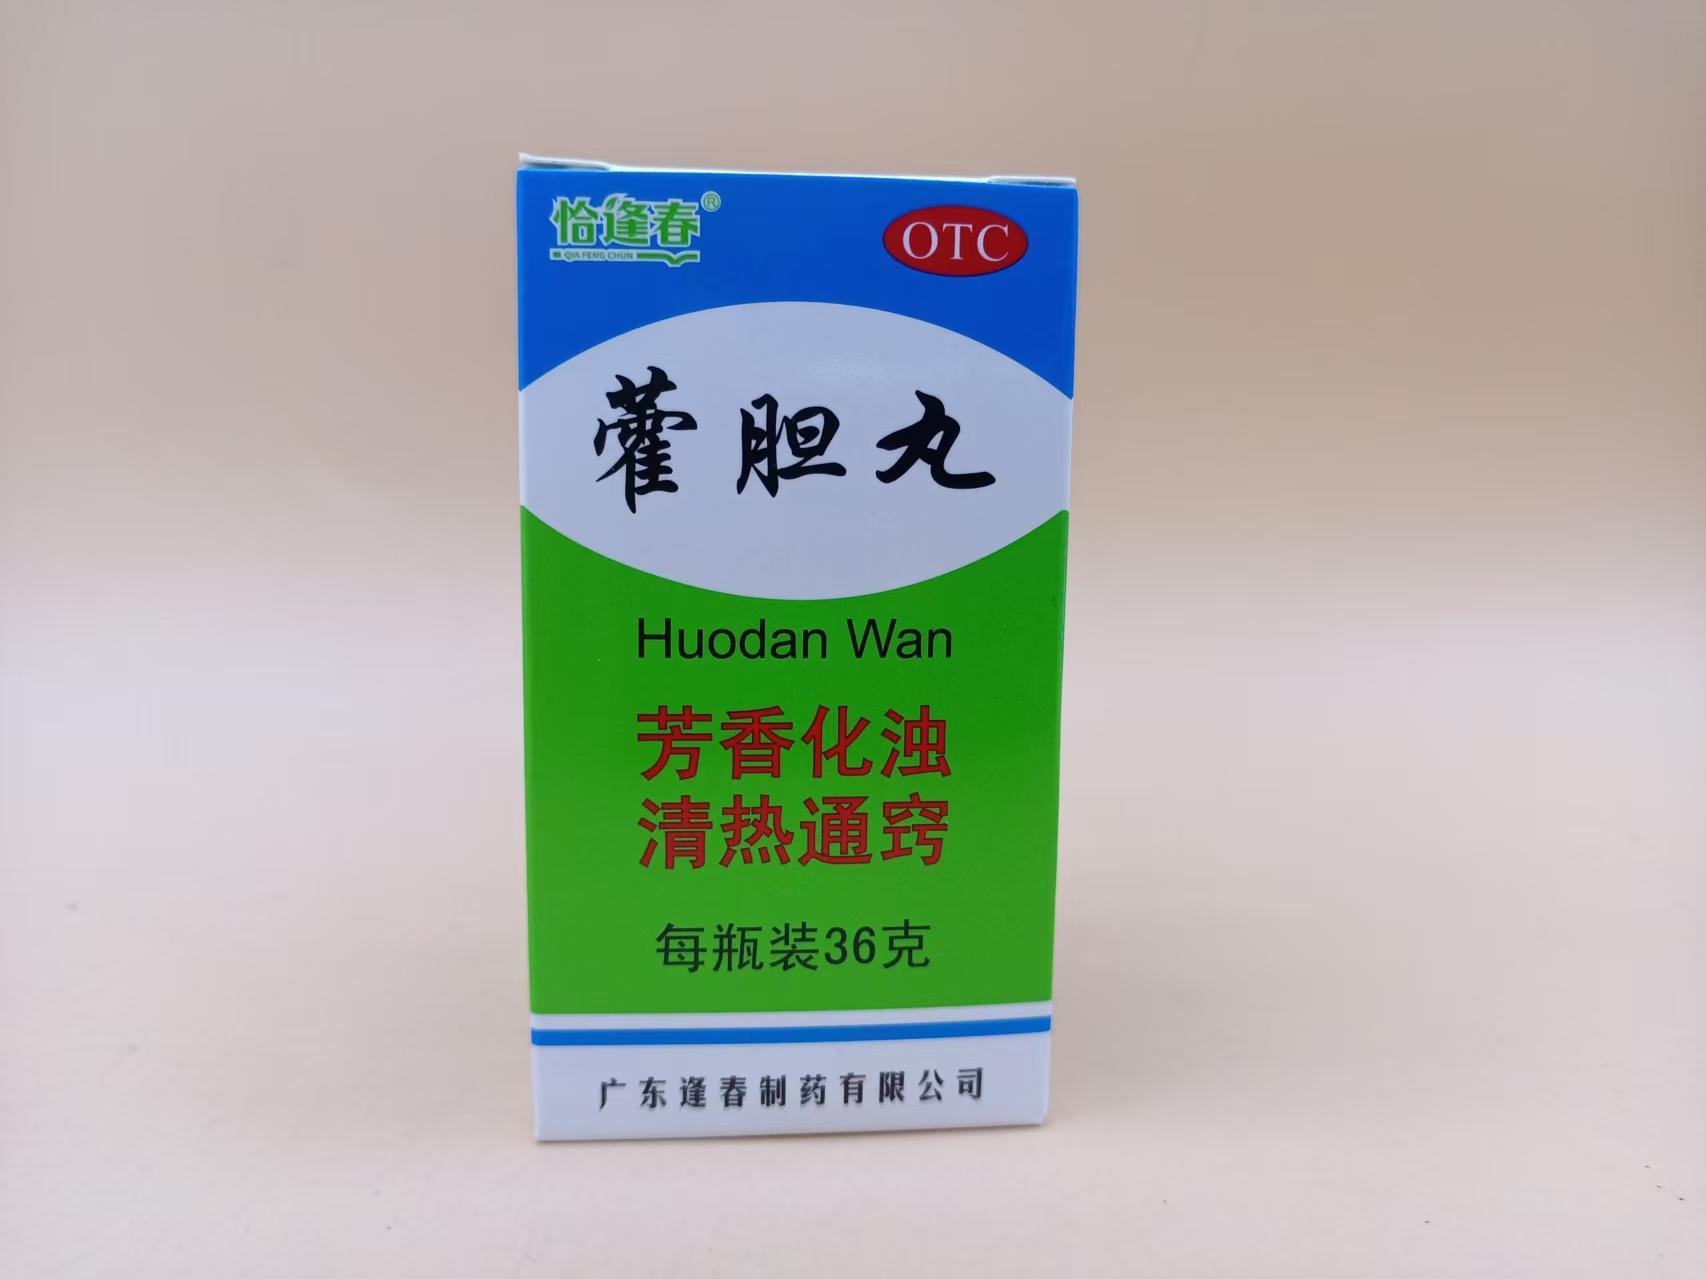 恰逢春®
QIA FENG CHUN
OTC
藿胆丸
Huodan Wan
芳香化浊
清热通窍
每瓶装36克
广东逢春制药有限公司